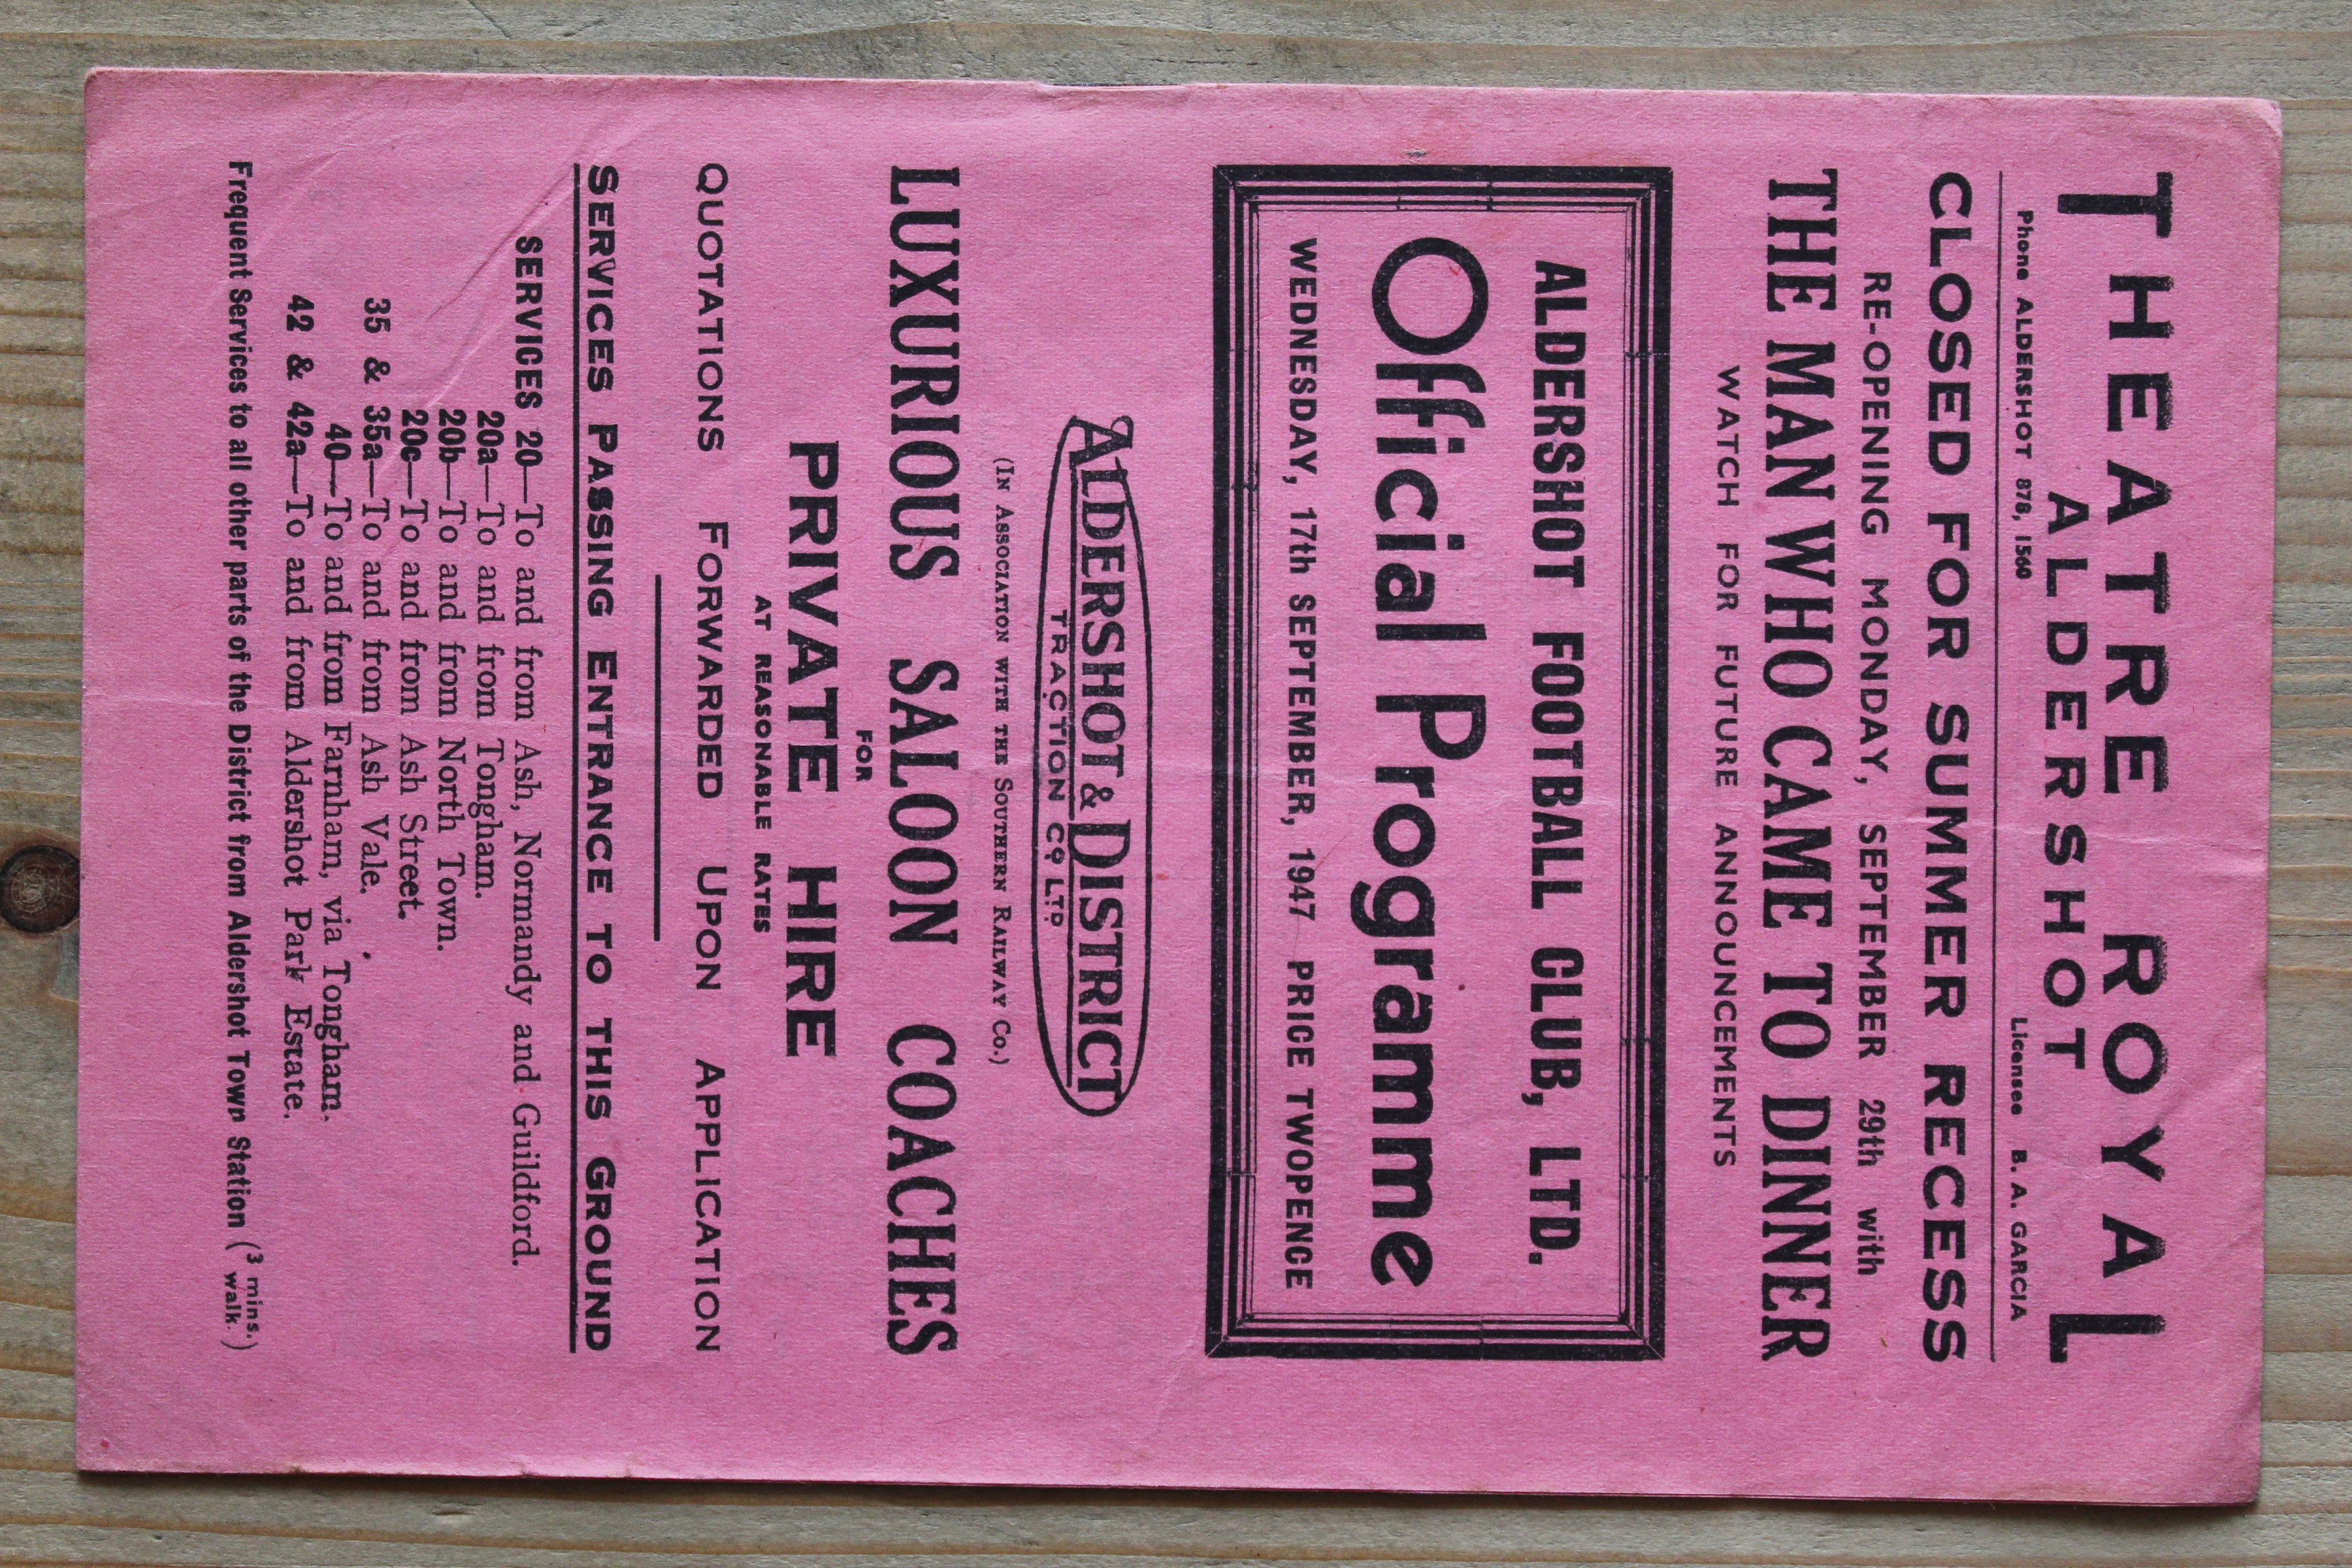 THEATRE ROYAL
ALDERSHOT
Phone ALDERSHOT 878, 1560 Licensee B. A. GARCIA
CLOSED FOR SUMMER RECESS
RE-OPENING MONDAY, SEPTEMBER 29th with
THE MAN WHO CAME TO DINNER
WATCH FOR FUTURE ANNOUNCEMENTS
ALDERSHOT FOOTBALL CLUB, LTD.
Official Programme
WEDNESDAY, 17th SEPTEMBER, 1947 PRICE TWOPENCE
ALDERSHOT & DISTRICT
TRACTION CO LTD
(IN ASSOCIATION WITH THE SOUTHERN RAILWAY CO.)
LUXURIOUS SALOON COACHES
FOR
PRIVATE HIRE
AT REASONABLE RATES
QUOTATIONS FORWARDED UPON APPLICATION
SERVICES PASSING ENTRANCE TO THIS GROUND
SERVICES 20—To and from Ash, Normandy and Guildford.
20a—To and from Tongham.
20b—To and from North Town.
20c—To and from Ash Street.
35 & 35a—To and from Ash Vale.
40—To and from Farnham, via Tongham.
42 & 42a—To and from Aldershot Park Estate.
Frequent Services to all other parts of the District from Aldershot Town Station (3 mins. walk.)